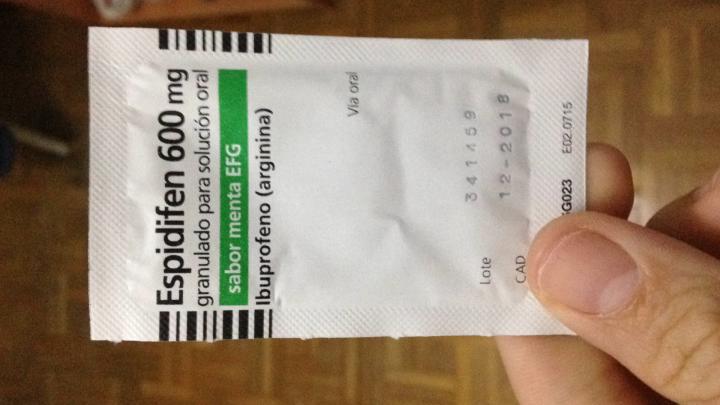 Espidifen 600 mg
granulado para solución oral
sabor menta EFG
Ibuprofeno (arginina)
Vía oral
Lote 341459
CAD 12-2018
G023 E02.0715